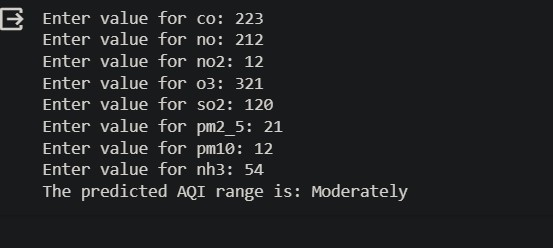 Enter value for co: 223
Enter value for no: 212
Enter value for no2: 12
Enter value for o3: 321
Enter value for so2: 120
Enter value for pm2_5: 21
Enter value for pm10: 12
Enter value for nh3: 54
The predicted AQI range is: Moderately